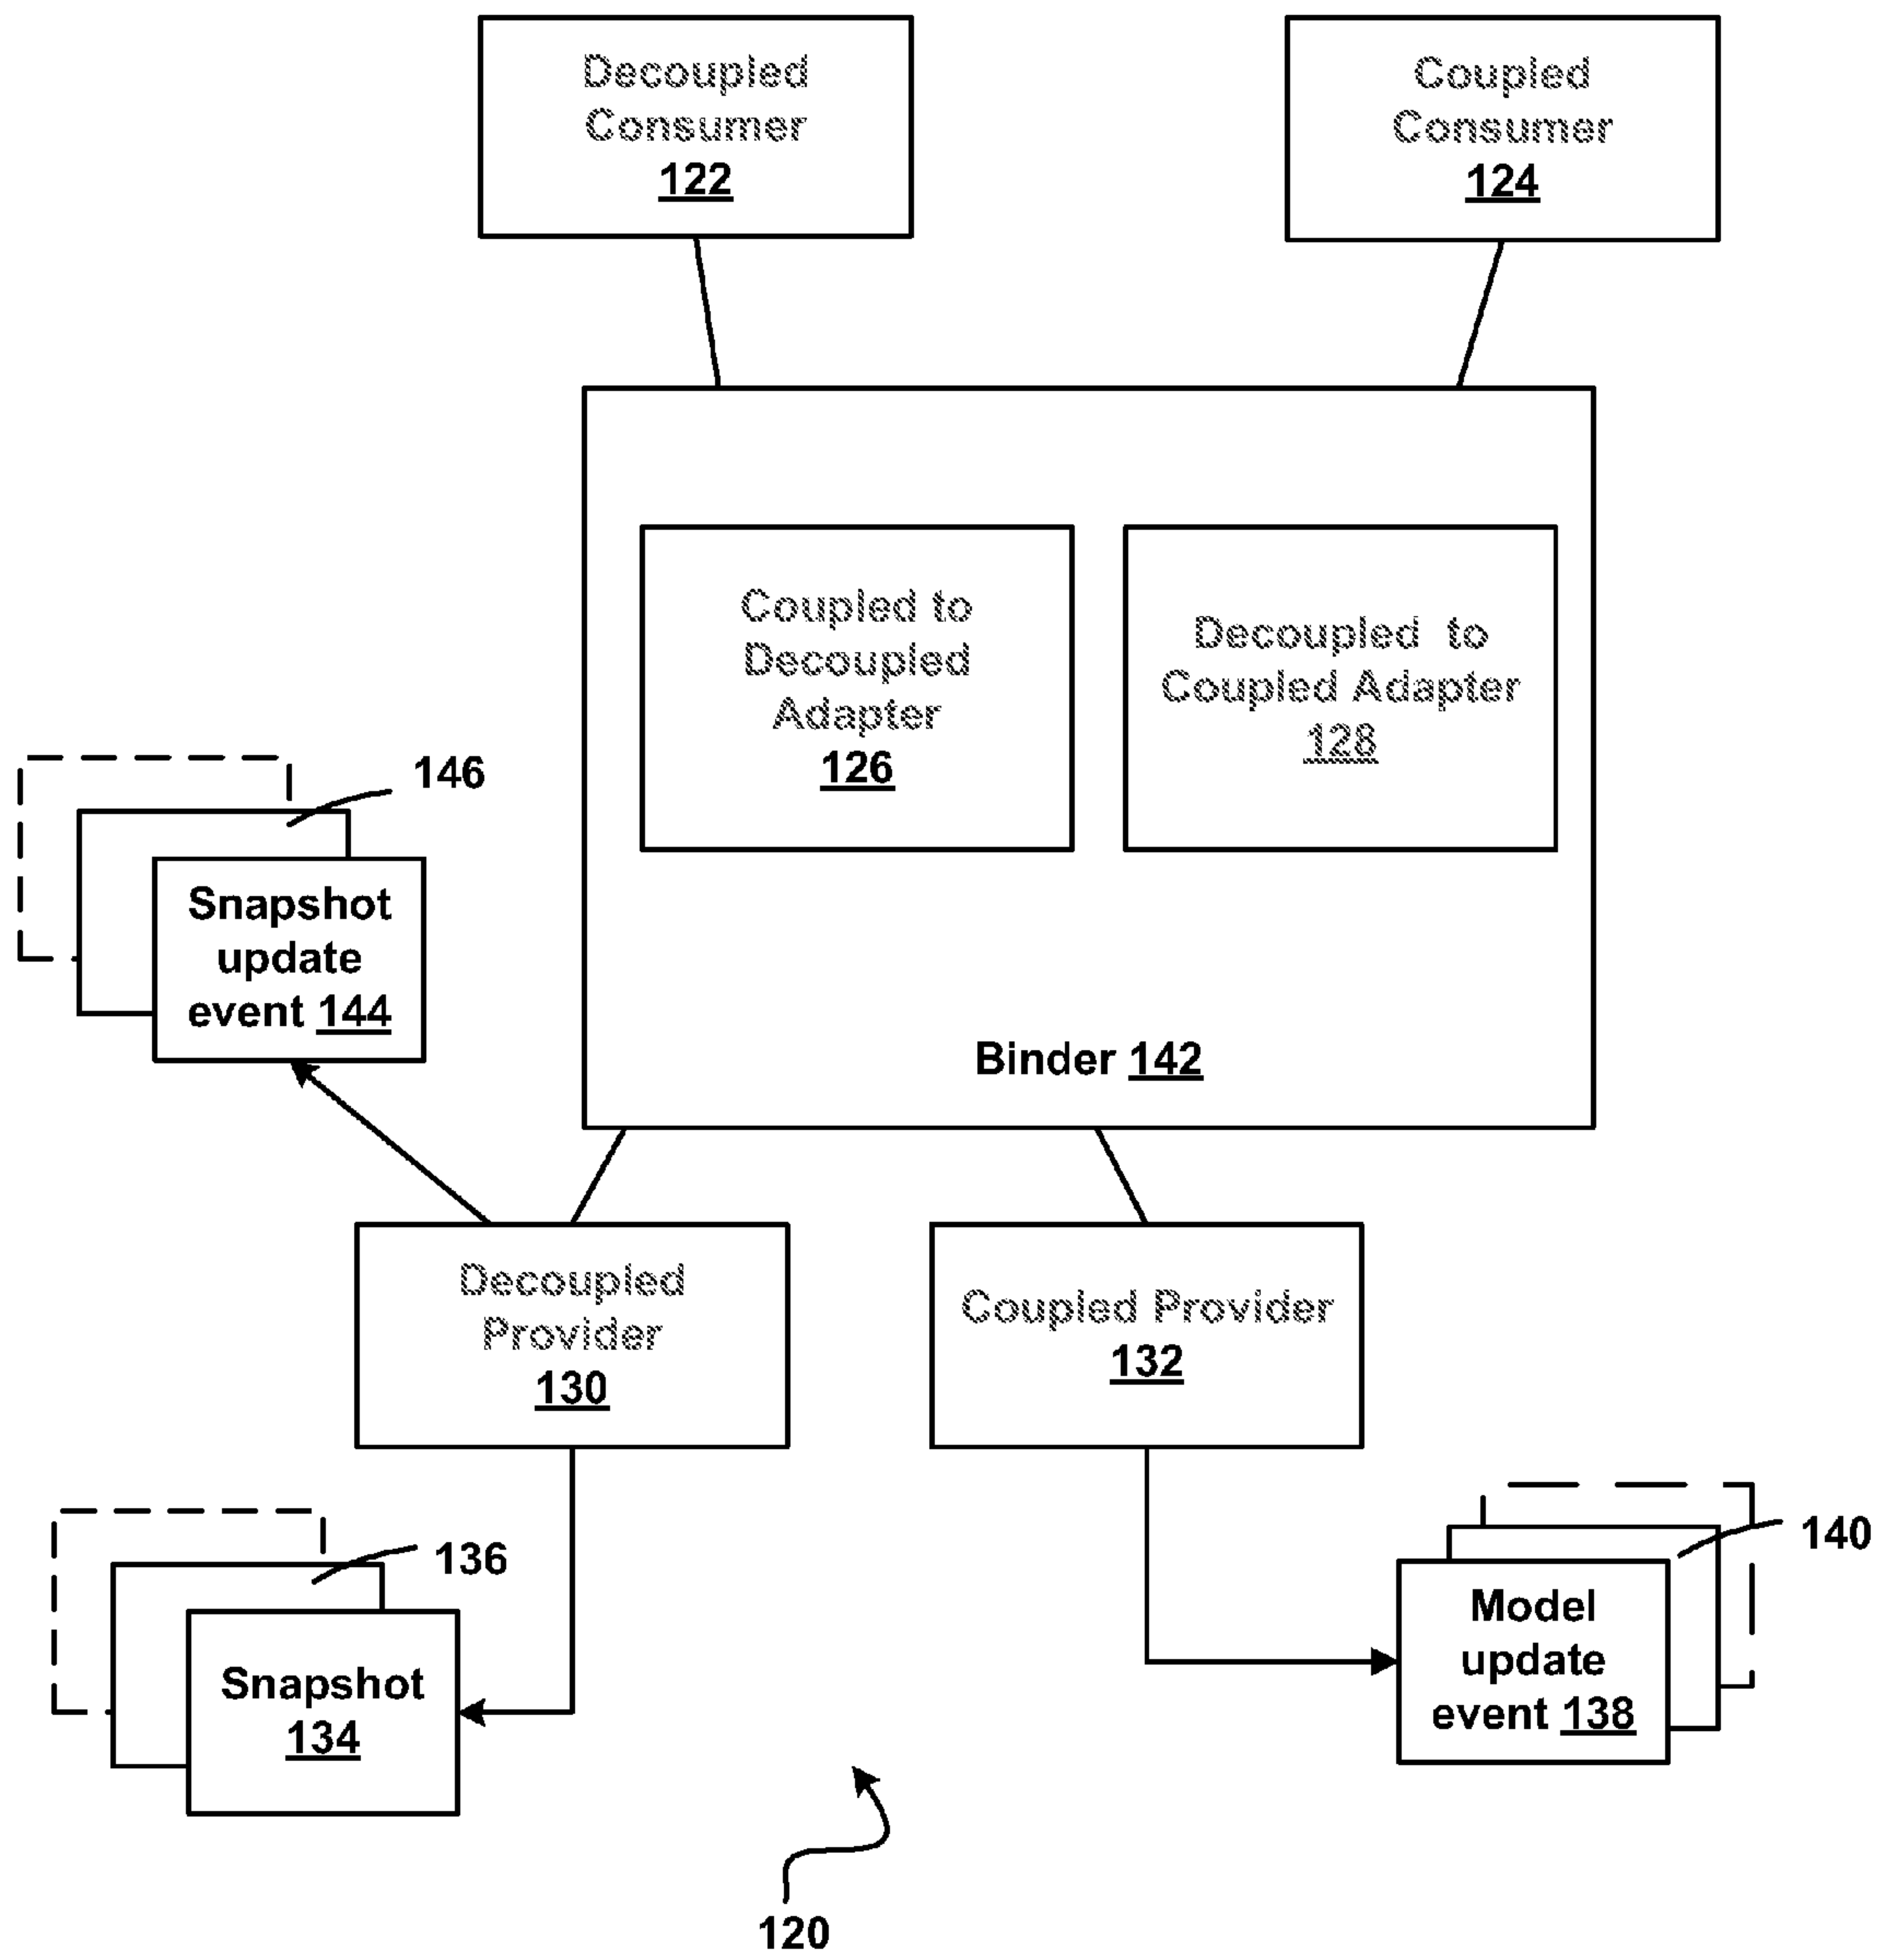 Decoupled
Consumer
122
Coupled
Consumer
124
Coupled to
Decoupled
Adapter
126
Decoupled to
Coupled Adapter
128
146
Snapshot
update
event 144
Binder 142
Decoupled
Provider
130
Coupled Provider
132
136
Snapshot
134
140
Model
update
event 138
120